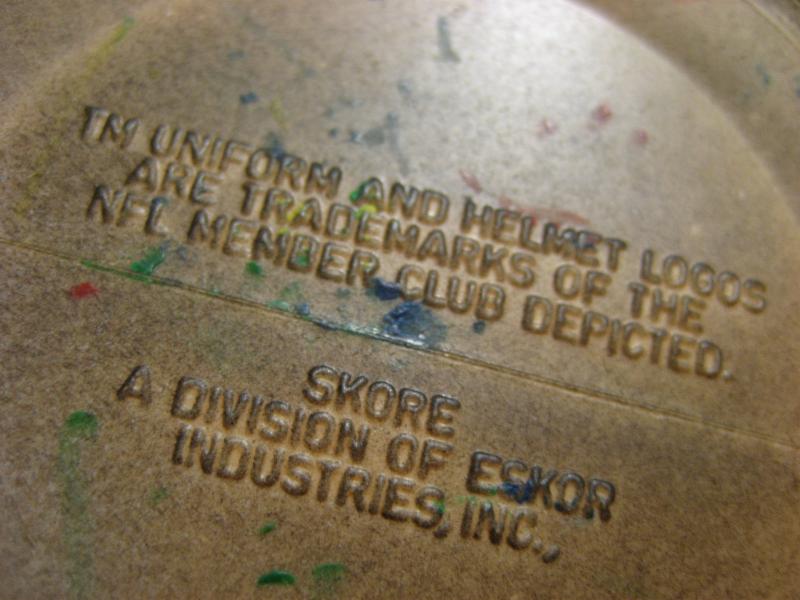 TM UNIFORM AND HELMET LOGOS
ARE TRADEMARKS OF THE
NFL MEMBER CLUB DEPICTED.
SKORE
A DIVISION OF ESKOR
INDUSTRIES, INC.,